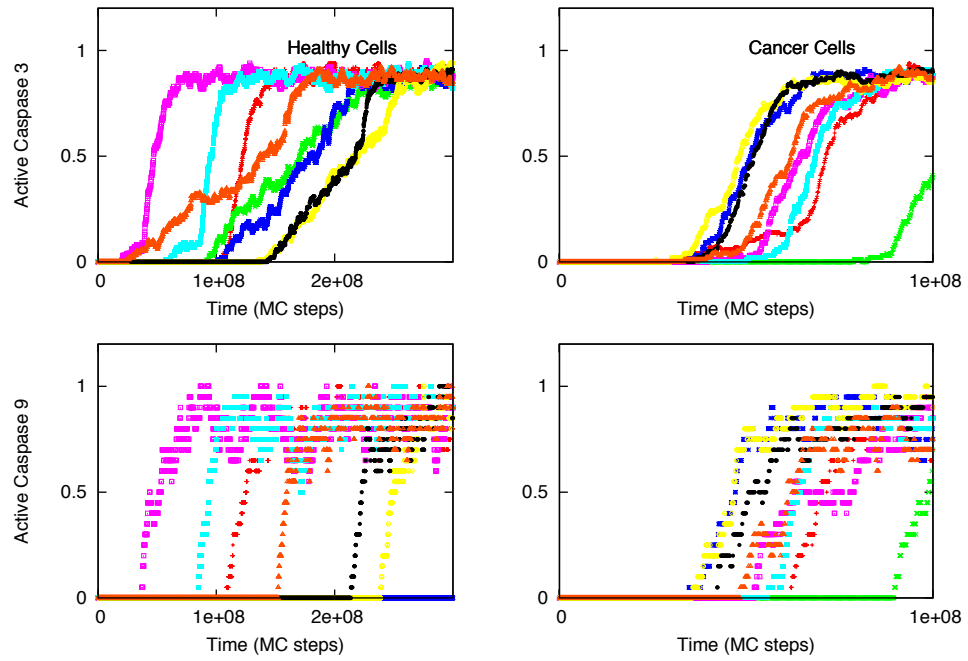 Healthy Cells
Active Caspase 3
1
0.5
0
0
1e+08
2e+08
Time (MC steps)
Cancer Cells
1
0.5
0
0
1e+08
Time (MC steps)
Active Caspase 9
1
0.5
0
0
1e+08
2e+08
Time (MC steps)
1
0.5
0
0
1e+08
Time (MC steps)